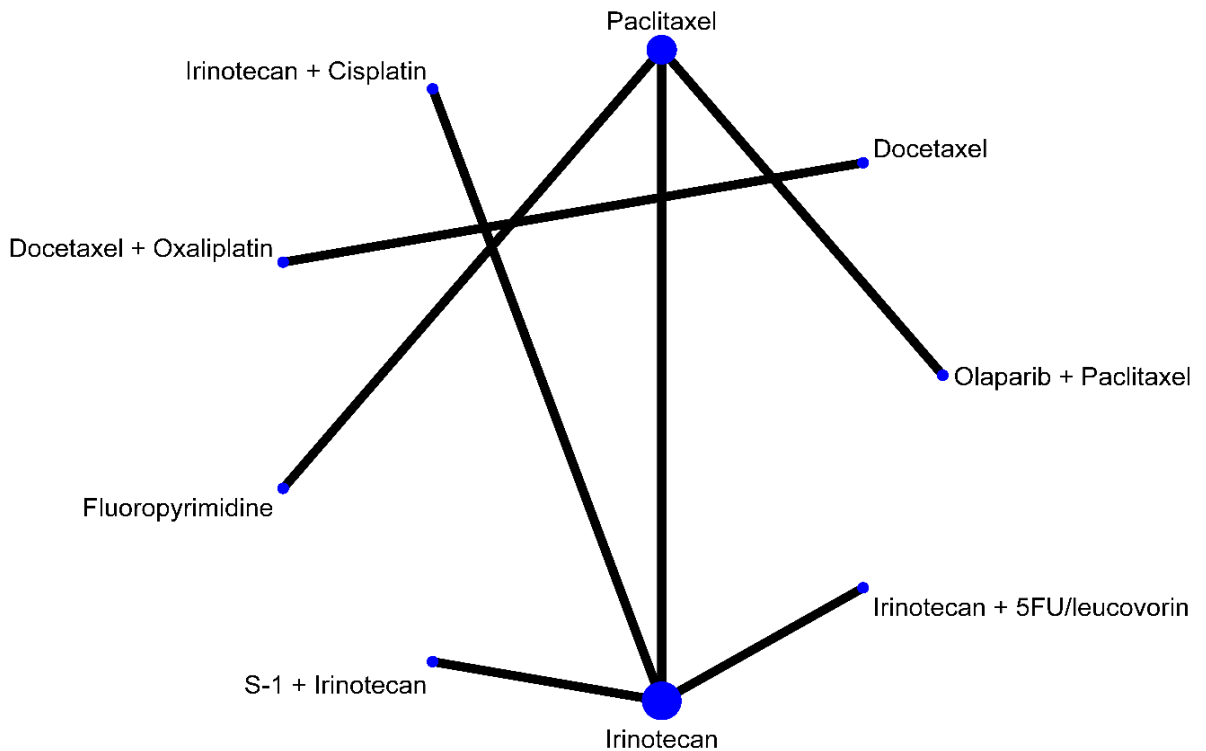 Paclitaxel
Irinotecan + Cisplatin
Docetaxel
Docetaxel + Oxaliplatin
Olaparib + Paclitaxel
Fluoropyrimidine
Irinotecan + 5FU/leucovorin
S-1 + Irinotecan
Irinotecan